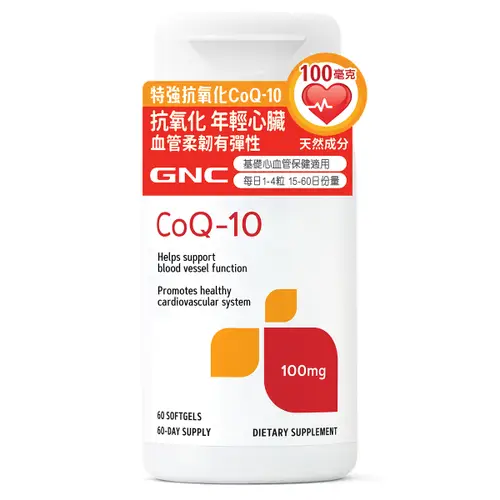 100毫克
特強抗氧化CoQ-10
抗氧化 年輕心臟
血管柔韌有彈性
天然成分
GNC
基礎心血管保健適用
每日1-4粒 15-60日份量
CoQ-10
Helps support
blood vessel function
Promotes healthy
cardiovascular system
100mg
60 SOFTGELS
60-DAY SUPPLY
DIETARY SUPPLEMENT